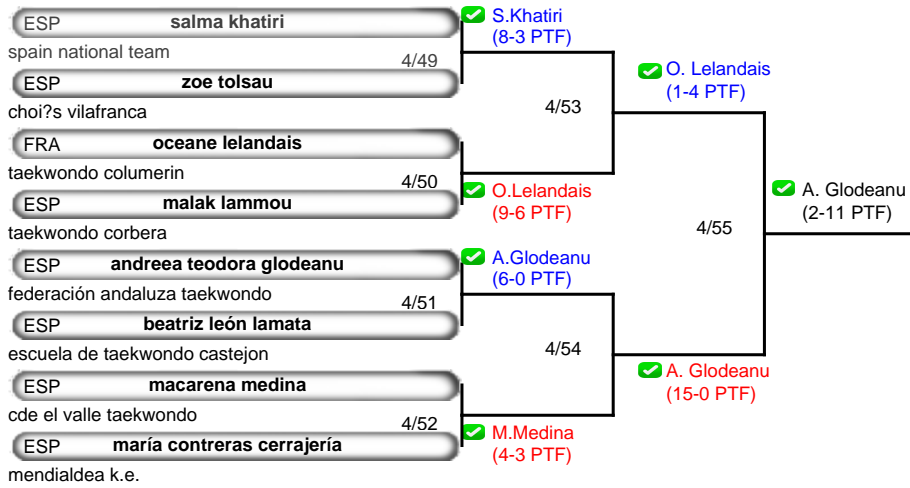 ESP salma khatiri
spain national team
4/49
ESP zoe tolsau
choi?s vilafranca
FRA oceane lelandais
taekwondo columerin
4/50
ESP malak lammou
taekwondo corbera
ESP andreea teodora glodeanu
federación andaluza taekwondo
4/51
ESP beatriz león lamata
escuela de taekwondo castejon
ESP macarena medina
cde el valle taekwondo
4/52
ESP maría contreras cerrajería
mendialdea k.e.
S.Khatiri
(8-3 PTF)
4/53
O.Lelandais
(9-6 PTF)
A.Glodeanu
(6-0 PTF)
4/54
M.Medina
(4-3 PTF)
O. Lelandais
(1-4 PTF)
4/55
A. Glodeanu
(15-0 PTF)
A. Glodeanu
(2-11 PTF)